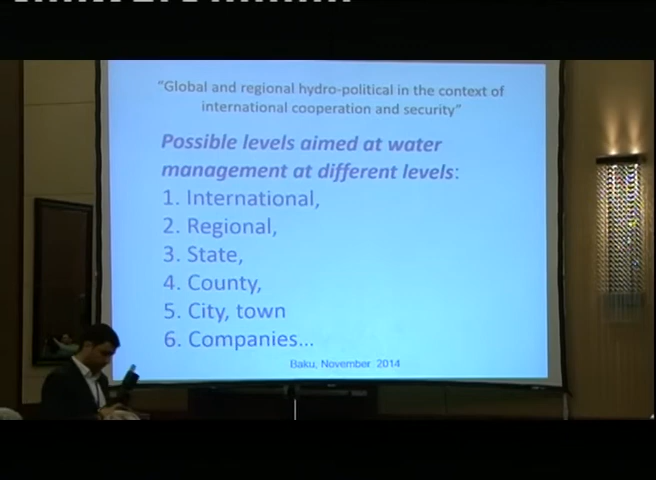 "Global and regional hydro-political in the context of
international cooperation and security"
Possible levels aimed at water
management at different levels:
1. International,
2. Regional,
3. State,
4. County,
5. City, town
6. Companies...
Baku, November 2014